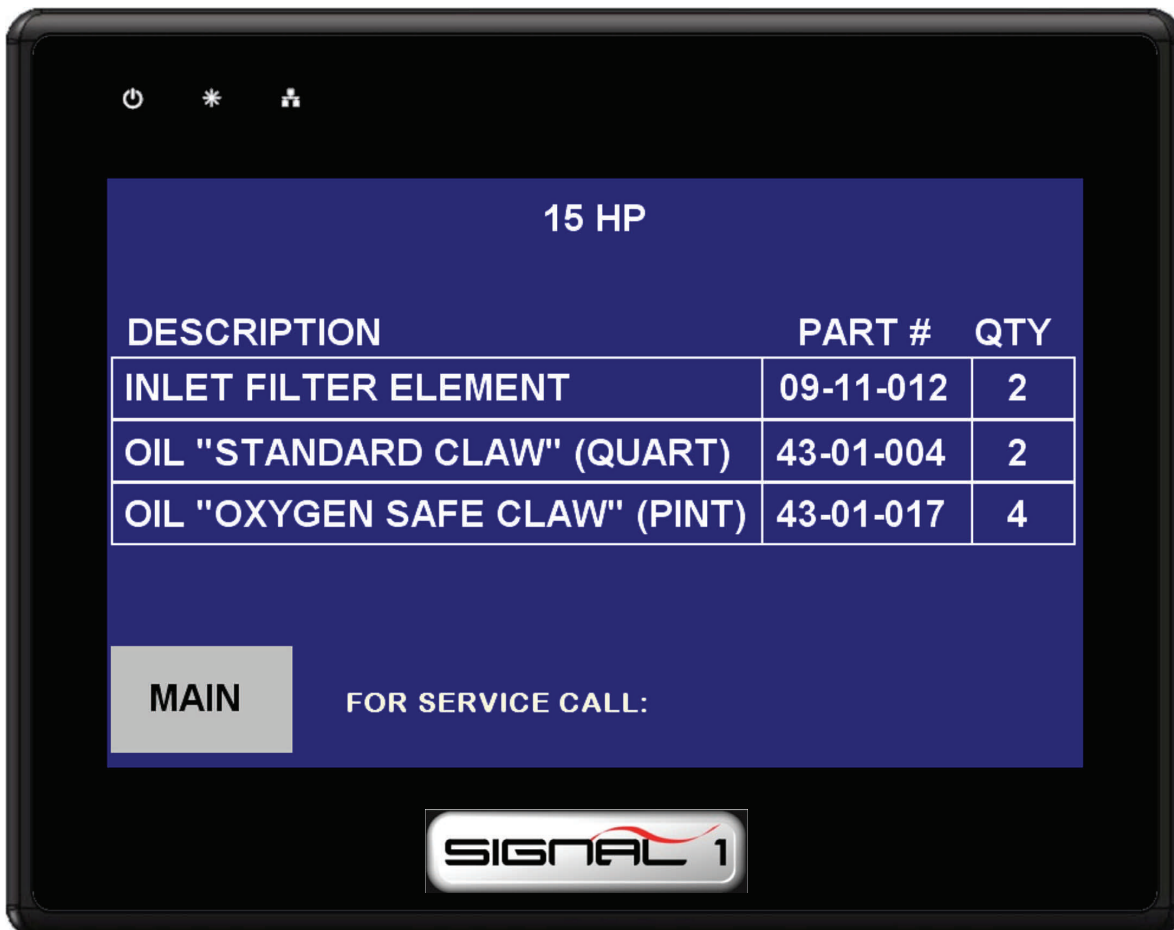 15 HP
DESCRIPTION PART # QTY
INLET FILTER ELEMENT 09-11-012 2
OIL "STANDARD CLAW" (QUART) 43-01-004 2
OIL "OXYGEN SAFE CLAW" (PINT) 43-01-017 4
MAIN FOR SERVICE CALL:
SIGNAL 1